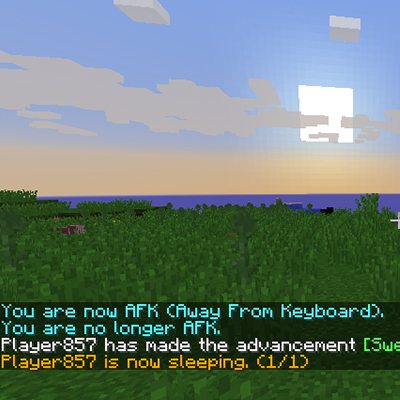 You are now AFK (Away From Keyboard).
You are no longer AFK.
Player857 has made the advancement [Swe
Player857 is now sleeping. (1/1)